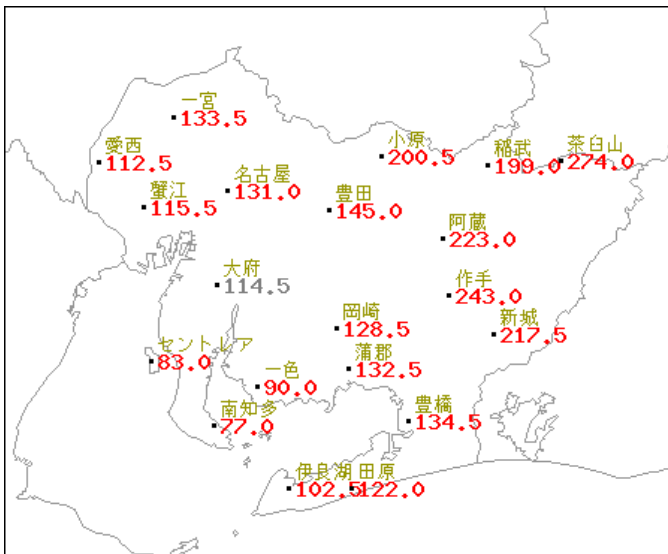 一宮
133.5
愛西
112.5
小原
200.5
稲武
199.0
茶臼山
274.0
名古屋
131.0
蟹江
115.5
豊田
145.0
阿蔵
223.0
大府
114.5
作手
243.0
岡崎
128.5
新城
217.5
セントレア
83.0
蒲郡
132.5
一色
90.0
南知多
77.0
豊橋
134.5
伊良湖
102.5
田原
122.0